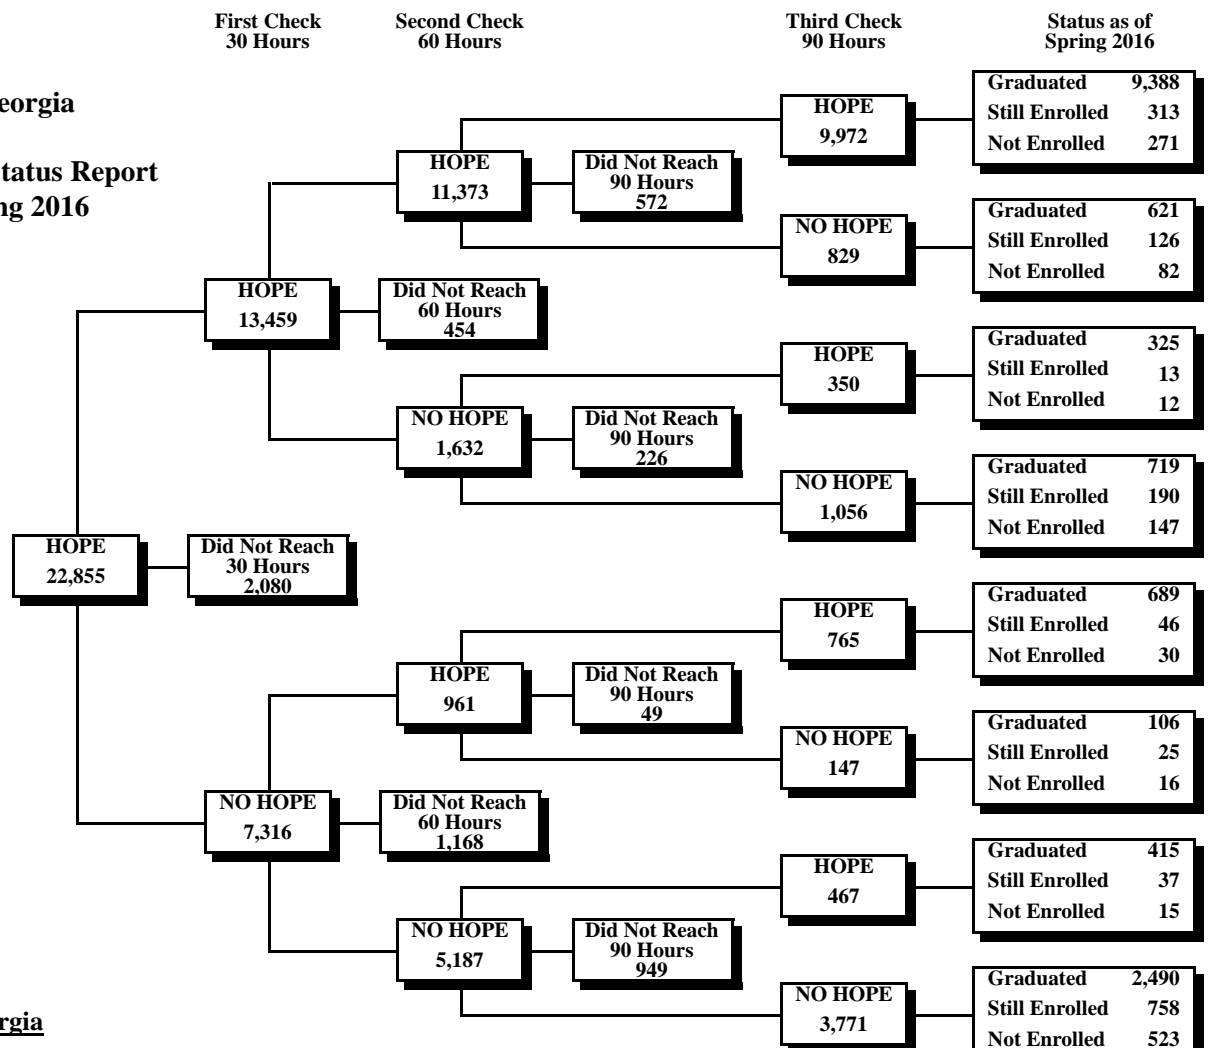 First Check
30 Hours
Second Check
60 Hours
Third Check
90 Hours
Status as of
Spring 2016
eorgia
tatus Report
ng 2016
HOPE
22,855
Did Not Reach
30 Hours
2,080
HOPE
13,459
Did Not Reach
60 Hours
454
HOPE
11,373
Did Not Reach
90 Hours
572
HOPE
9,972
Graduated 9,388
Still Enrolled 313
Not Enrolled 271
NO HOPE
829
Graduated 621
Still Enrolled 126
Not Enrolled 82
NO HOPE
1,632
Did Not Reach
90 Hours
226
HOPE
350
Graduated 325
Still Enrolled 13
Not Enrolled 12
NO HOPE
1,056
Graduated 719
Still Enrolled 190
Not Enrolled 147
NO HOPE
7,316
Did Not Reach
60 Hours
1,168
HOPE
961
Did Not Reach
90 Hours
49
HOPE
765
Graduated 689
Still Enrolled 46
Not Enrolled 30
NO HOPE
147
Graduated 106
Still Enrolled 25
Not Enrolled 16
NO HOPE
5,187
Did Not Reach
90 Hours
949
HOPE
467
Graduated 415
Still Enrolled 37
Not Enrolled 15
NO HOPE
3,771
Graduated 2,490
Still Enrolled 758
Not Enrolled 523
rgia